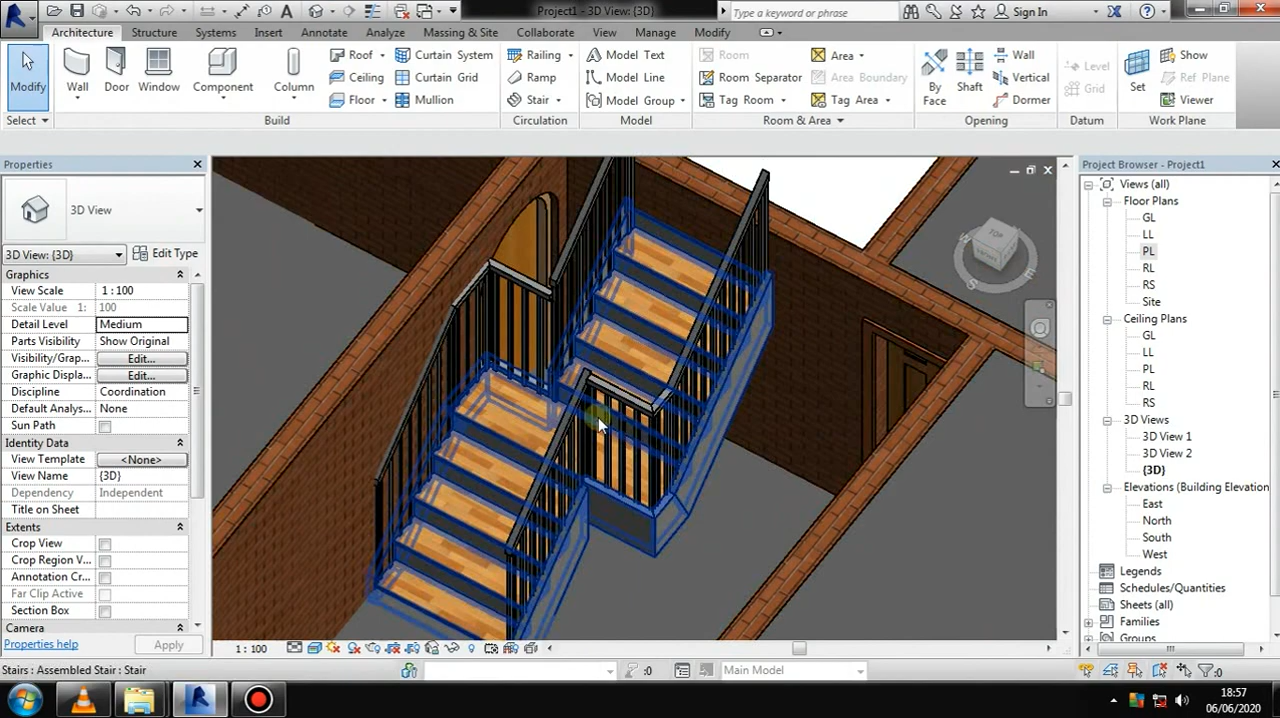 Project1 - 3D View: {3D}
Type a keyword or phrase
Sign In
Architecture Structure Systems Insert Annotate Analyze Massing & Site Collaborate View Manage Modify
Modify
Wall
Door
Window
Component
Column
Roof
Ceiling
Floor
Curtain System
Curtain Grid
Mullion
Railing
Ramp
Stair
Model Text
Model Line
Model Group
Room
Room Separator
Tag Room
Area
Area Boundary
Tag Area
By
Face
Shaft
Wall
Vertical
Dormer
Level
Grid
Set
Show
Ref Plane
Viewer
Select Build Circulation Model Room & Area Opening Datum Work Plane
Properties
3D View
3D View: {3D} Edit Type
Graphics
View Scale 1 : 100
Scale Value 1: 100
Detail Level Medium
Parts Visibility Show Original
Visibility/Grap... Edit...
Graphic Displa... Edit...
Discipline Coordination
Default Analys... None
Sun Path
Identity Data
View Template <None>
View Name {3D}
Dependency Independent
Title on Sheet
Extents
Crop View
Crop Region V...
Annotation Cr...
Far Clip Active
Section Box
Camera
Properties help Apply
TOP
W
S
E
1 : 100
Project Browser - Project1
Views (all)
Floor Plans
GL
LL
PL
RL
RS
Site
Ceiling Plans
GL
LL
PL
RL
RS
3D Views
3D View 1
3D View 2
{3D}
Elevations (Building Elevation
East
North
South
West
Legends
Schedules/Quantities
Sheets (all)
Families
Groups
Stairs : Assembled Stair : Stair
:0
Main Model
:0
18:57
06/06/2020